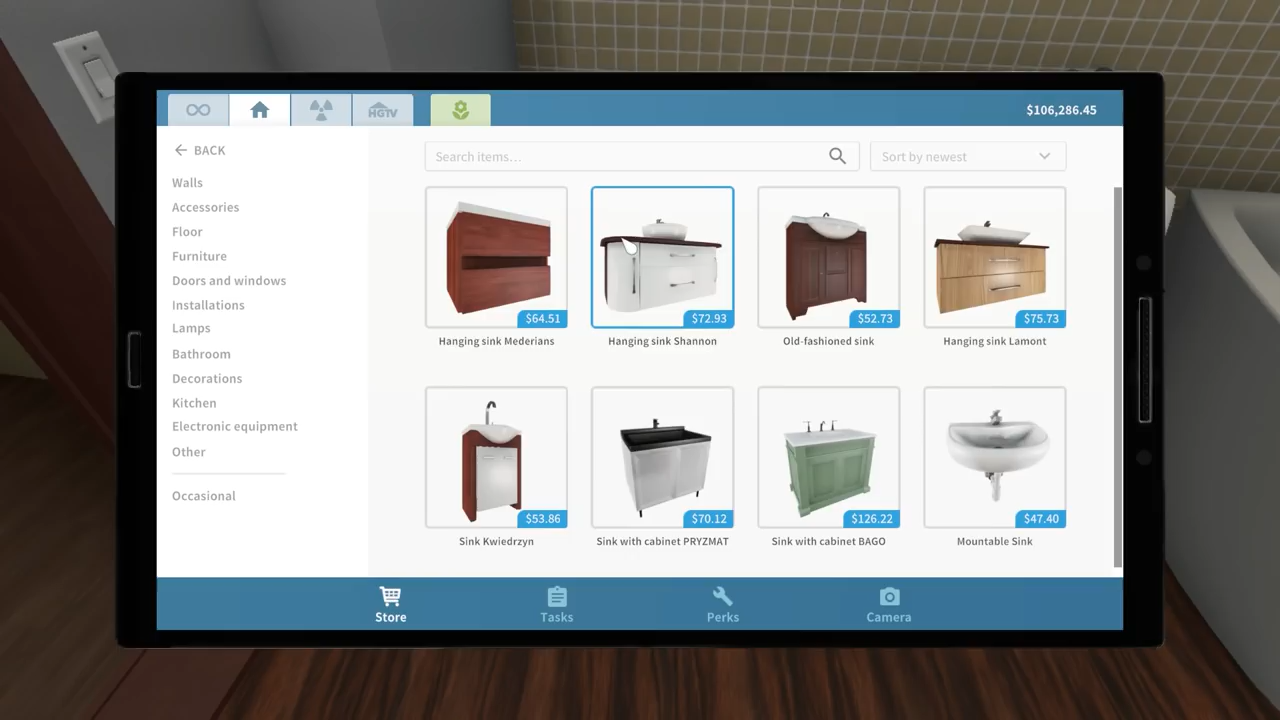 HGTV
$106,286.45
BACK
Search items...
Sort by newest
Walls
Accessories
Floor
Furniture
Doors and windows
Installations
Lamps
Bathroom
Decorations
Kitchen
Electronic equipment
Other
Occasional
$64.51
$72.93
$52.73
$75.73
Hanging sink Mederians
Hanging sink Shannon
Old-fashioned sink
Hanging sink Lamont
$53.86
$70.12
$126.22
$47.40
Sink Kwiedrzyn
Sink with cabinet PRYZMAT
Sink with cabinet BAGO
Mountable Sink
Store
Tasks
Perks
Camera